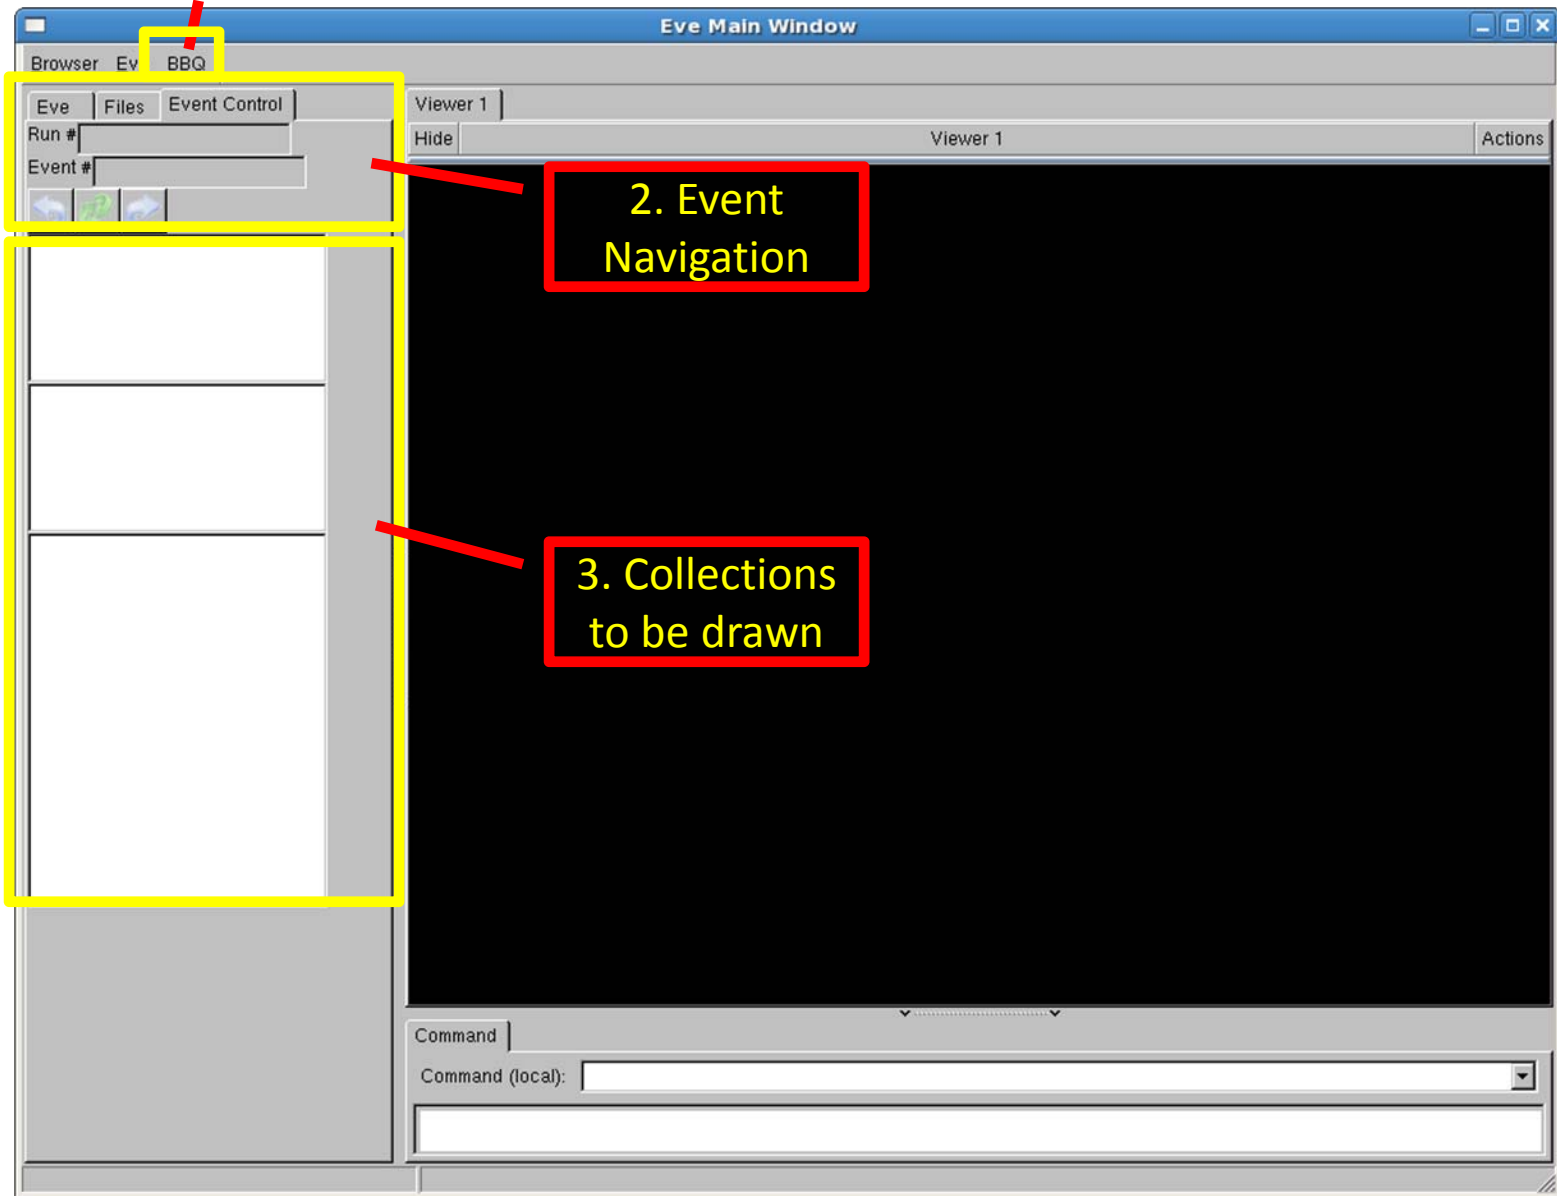 Eve Main Window
Browser Ev BBQ
Eve Files Event Control
Viewer 1
Run #
Hide Viewer 1 Actions
Event #
2. Event
Navigation
3. Collections
to be drawn
Command
Command (local):